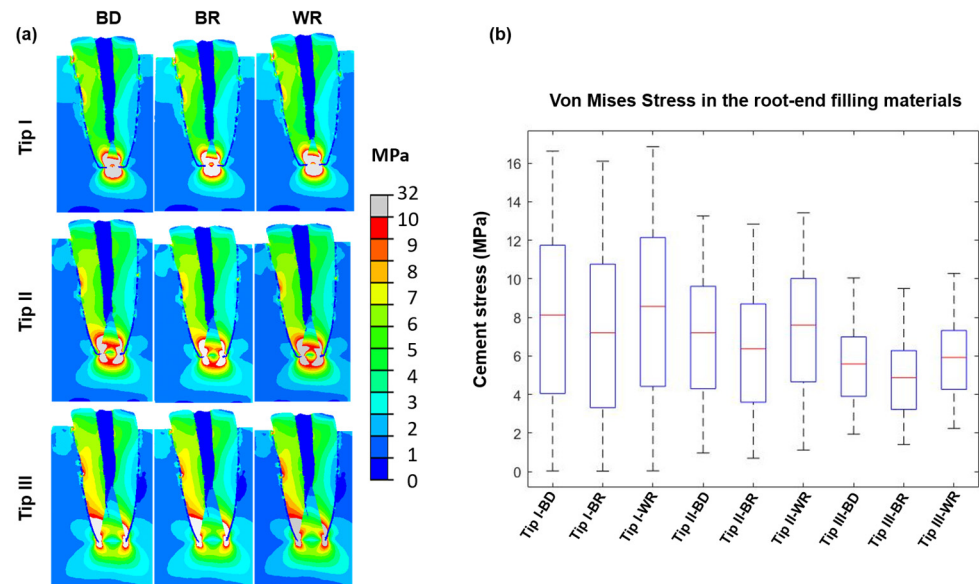 (a)
BD BR WR
Tip I
Tip II
Tip III
MPa
32
10
9
8
7
6
5
4
3
2
1
0
(b)
Von Mises Stress in the root-end filling materials
Cement stress (MPa)
16
14
12
10
8
6
4
2
0
Tip I-BD
Tip I-BR
Tip I-WR
Tip II-BD
Tip II-BR
Tip II-WR
Tip III-BD
Tip III-BR
Tip III-WR